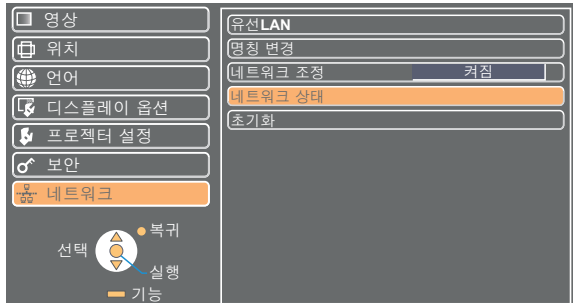 영상
위치
언어
디스플레이 옵션
프로젝터 설정
보안
네트워크
선택
복귀
실행
기능
유선LAN
명칭 변경
네트워크 조정 켜짐
네트워크 상태
초기화